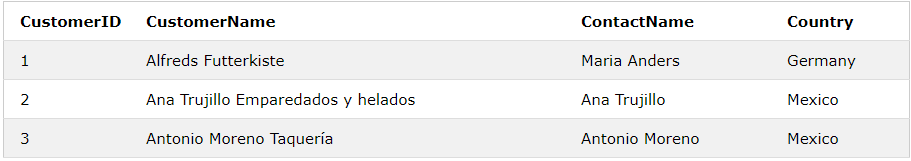 CustomerID CustomerName ContactName Country
1 Alfreds Futterkiste Maria Anders Germany
2 Ana Trujillo Emparedados y helados Ana Trujillo Mexico
3 Antonio Moreno Taquería Antonio Moreno Mexico